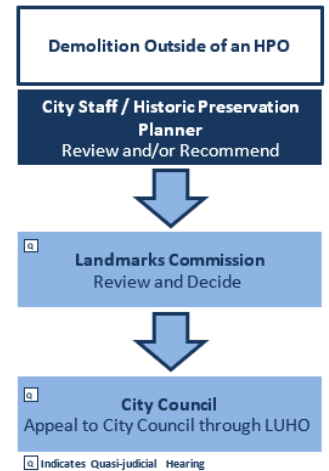 Demolition Outside of an HPO
City Staff / Historic Preservation
Planner
Review and/or Recommend
Q
Landmarks Commission
Review and Decide
Q
City Council
Appeal to City Council through LUHO
Q Indicates Quasi-judicial Hearing